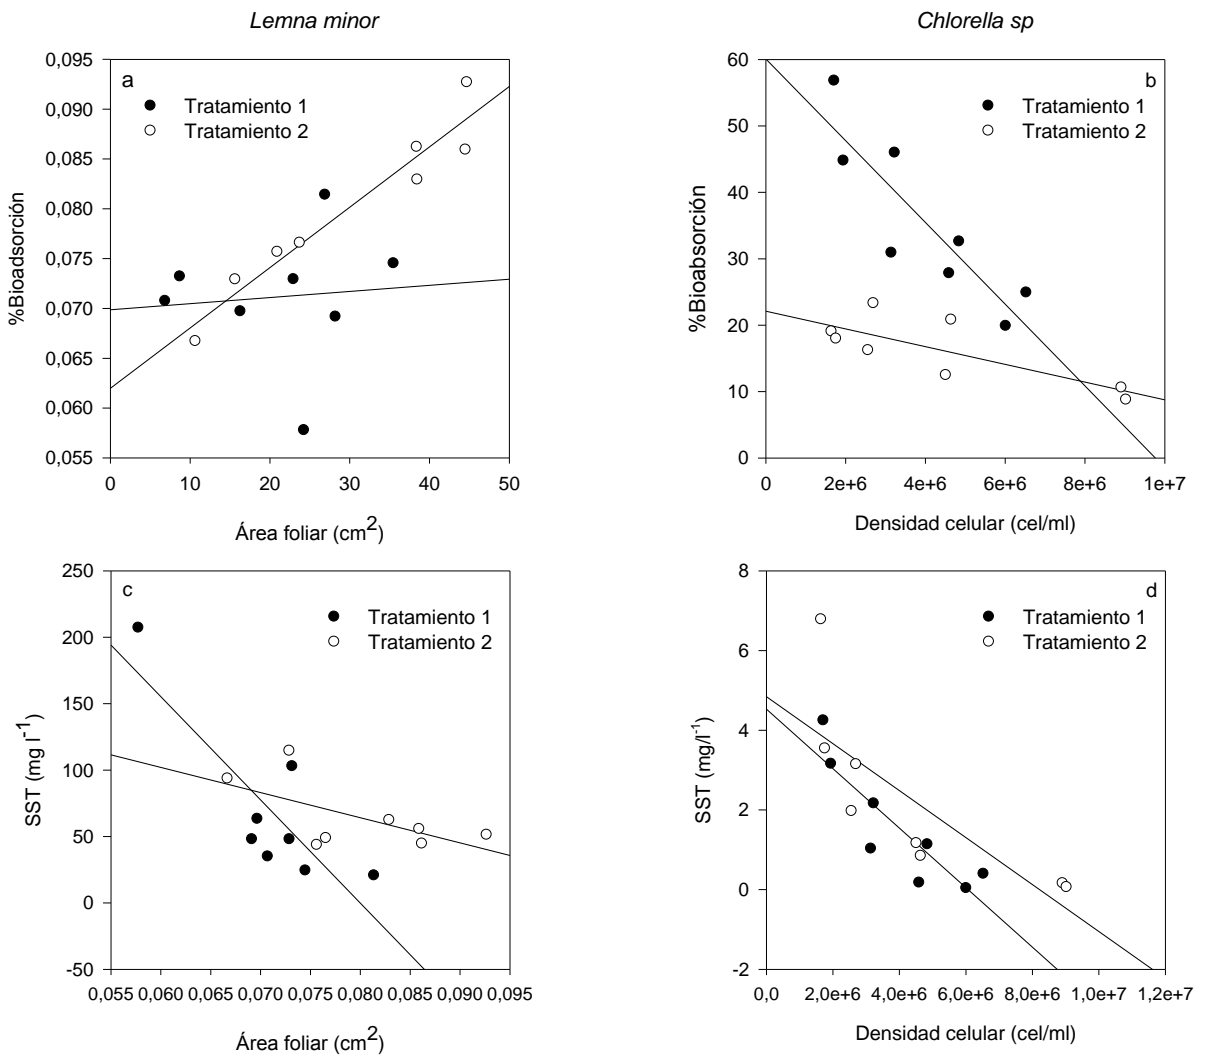 Lemna minor
Chlorella sp
a
Tratamiento 1
Tratamiento 2
0,095
0,090
0,085
0,080
0,075
0,070
0,065
0,060
0,055
%Bioadsorción
0 10 20 30 40 50
Área foliar (cm2)
b
Tratamiento 1
Tratamiento 2
60
50
40
30
20
10
0
%Bioabsorción
0 2e+6 4e+6 6e+6 8e+6 1e+7
Densidad celular (cel/ml)
c
Tratamiento 1
Tratamiento 2
250
200
150
100
50
0
-50
SST (mg l-1)
0,055 0,060 0,065 0,070 0,075 0,080 0,085 0,090 0,095
Área foliar (cm2)
d
Tratamiento 1
Tratamiento 2
8
6
4
2
0
-2
SST (mg/l-1)
0,0 2,0e+6 4,0e+6 6,0e+6 8,0e+6 1,0e+7 1,2e+7
Densidad celular (cel/ml)